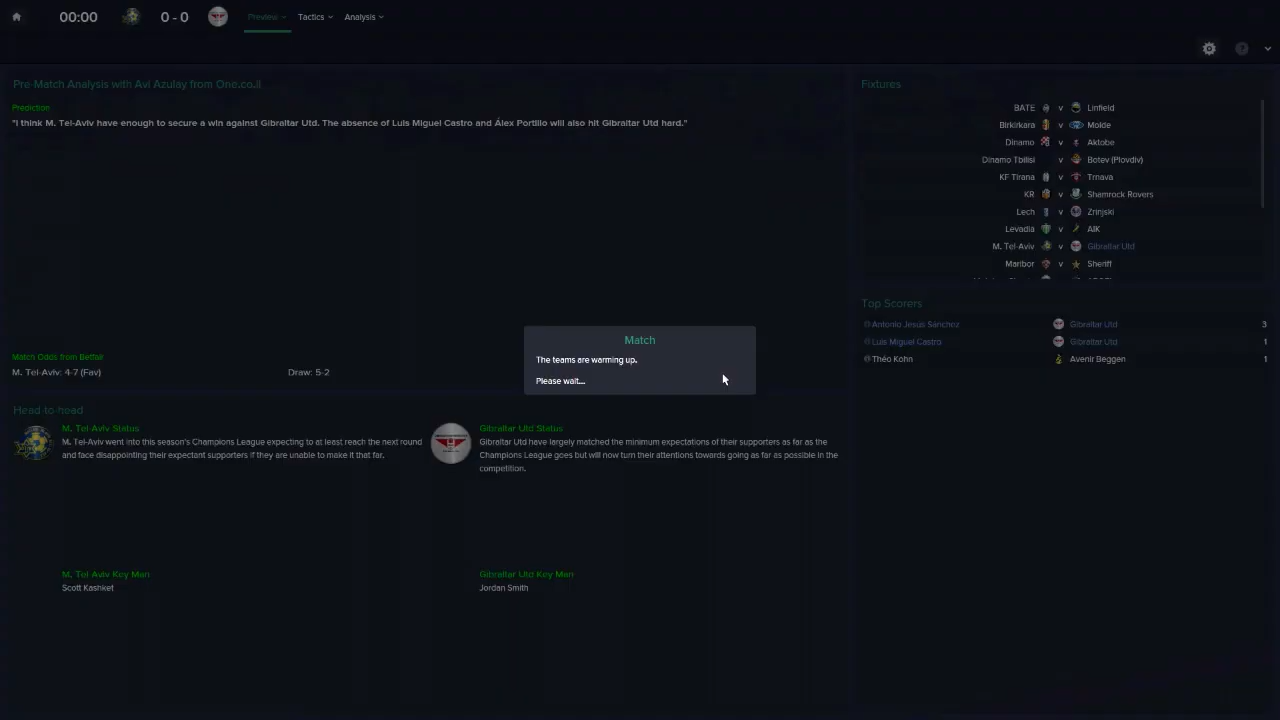 00:00
0 - 0
Preview
Tactics
Analysis
Pre-Match Analysis with Avi Azulay from One.co.il
Prediction
"I think M. Tel-Aviv have enough to secure a win against Gibraltar Utd. The absence of Luis Miguel Castro and Álex Portillo will also hit Gibraltar Utd hard."
Match Odds from Betfair
M. Tel-Aviv: 4-7 (Fav)
Draw: 5-2
Head to-head
M. Tel-Aviv Status
M. Tel-Aviv went into this season's Champions League expecting to at least reach the next round
and face disappointing their expectant supporters if they are unable to make it that far.
Gibraltar Utd Status
Gibraltar Utd have largely matched the minimum expectations of their supporters as far as the
Champions League goes but will now turn their attentions towards going as far as possible in the
competition.
M. Tel Aviv Key Man
Scott Kashket
Gibraltar Utd Key Man
Jordan Smith
Match
The teams are warming up.
Please wait...
Fixtures
BATE v Linfield
Birkirkara v Molde
Dinamo v Aktobe
Dinamo Tbilisi v Botev (Plovdiv)
KF Tirana v Trnava
KR v Shamrock Rovers
Lech v Zrinjski
Levadia v AIK
M. Tel-Aviv v Gibraltar Utd
Maribor v Sheriff
Top Scorers
Antonio Jesús Sánchez Gibraltar Utd 3
Luis Miguel Castro Gibraltar Utd 1
Théo Kohn Avenir Beggen 1